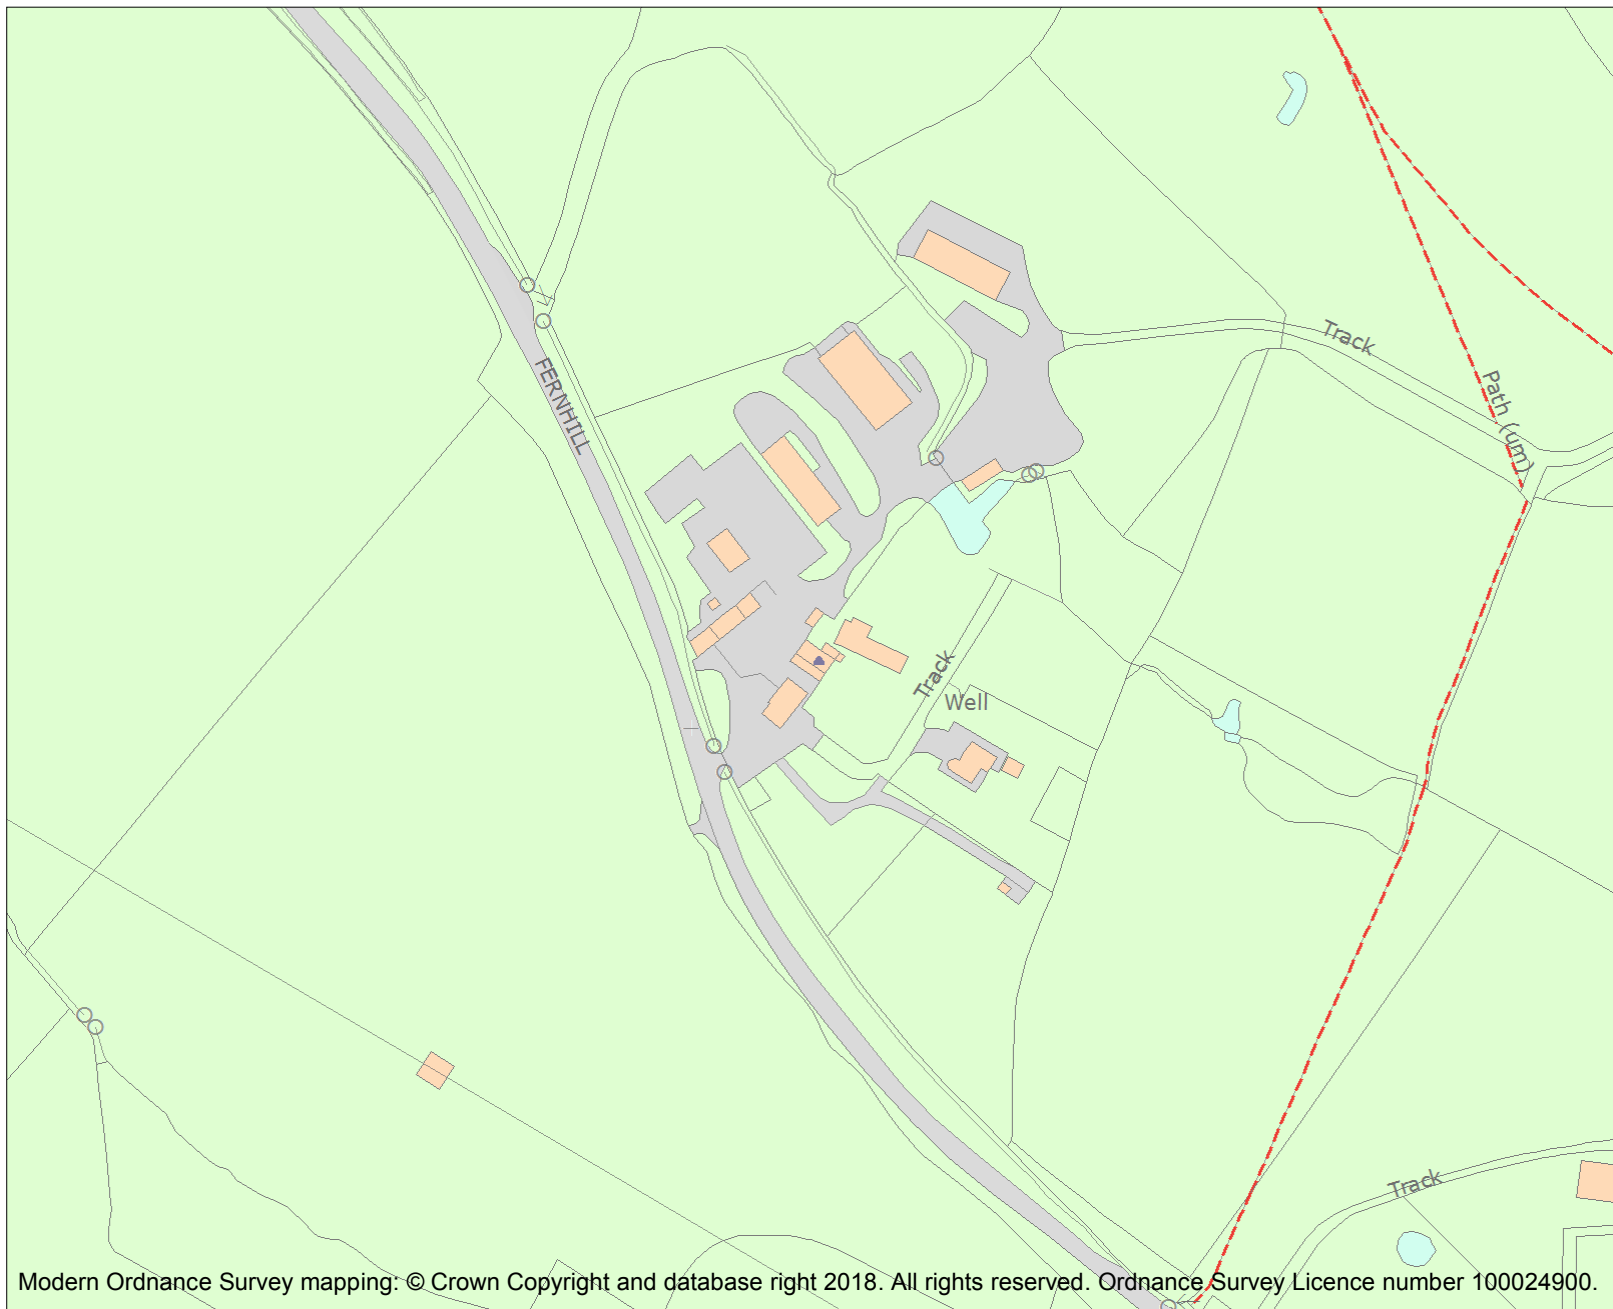 Track
Path (um)
FERNHILL
Track
Well
Track
Modern Ordnance Survey mapping: © Crown Copyright and database right 2018. All rights reserved. Ordnance Survey Licence number 100024900.